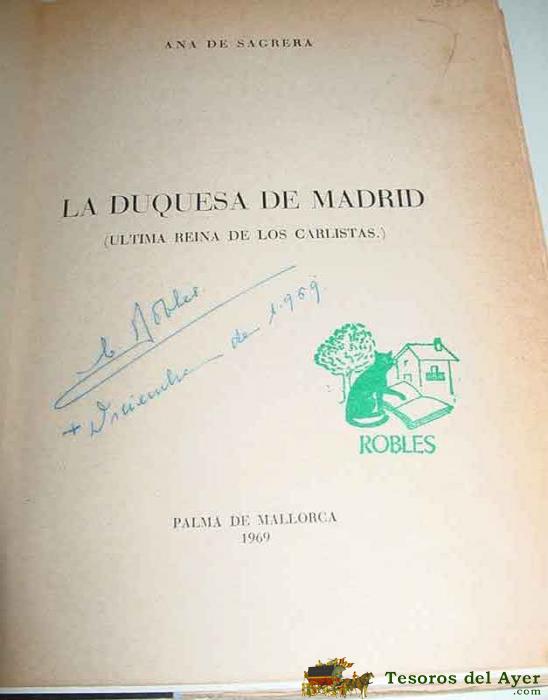 ANA DE SAGRERA
LA DUQUESA DE MADRID
(ULTIMA REINA DE LOS CARLISTAS.)
Robles
Diciembre de 1.969
ROBLES
PALMA DE MALLORCA
1969
Tesoros del Ayer
.com